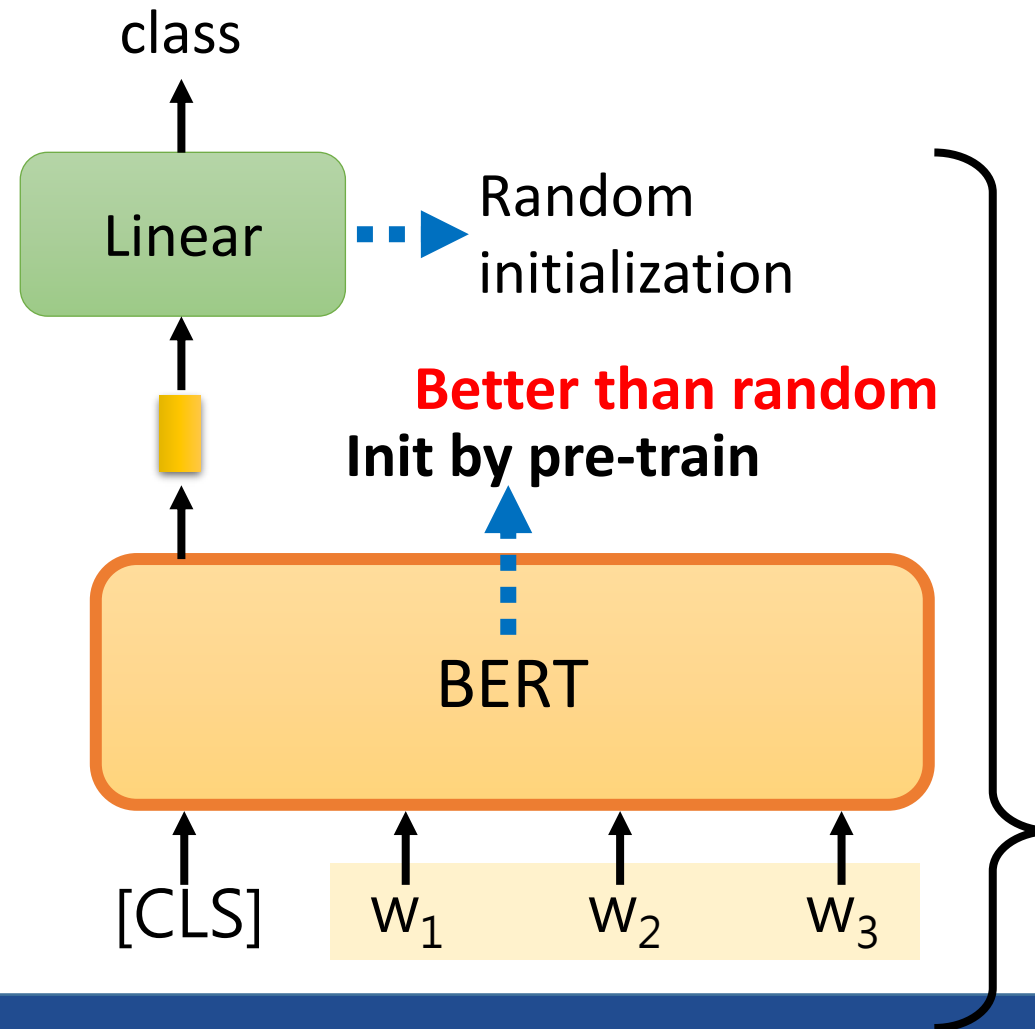 class
Linear
Random
initialization
Better than random
Init by pre-train
BERT
[CLS] w₁ w₂ w₃